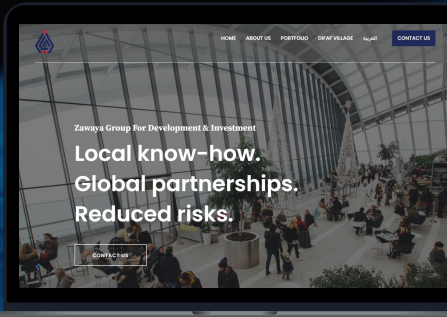 HOME ABOUT US PORTFOLIO DIFAF VILLAGE العربية CONTACT US
Zawaya Group For Development & Investment
Local know-how.
Global partnerships.
Reduced risks.
CONTACT US